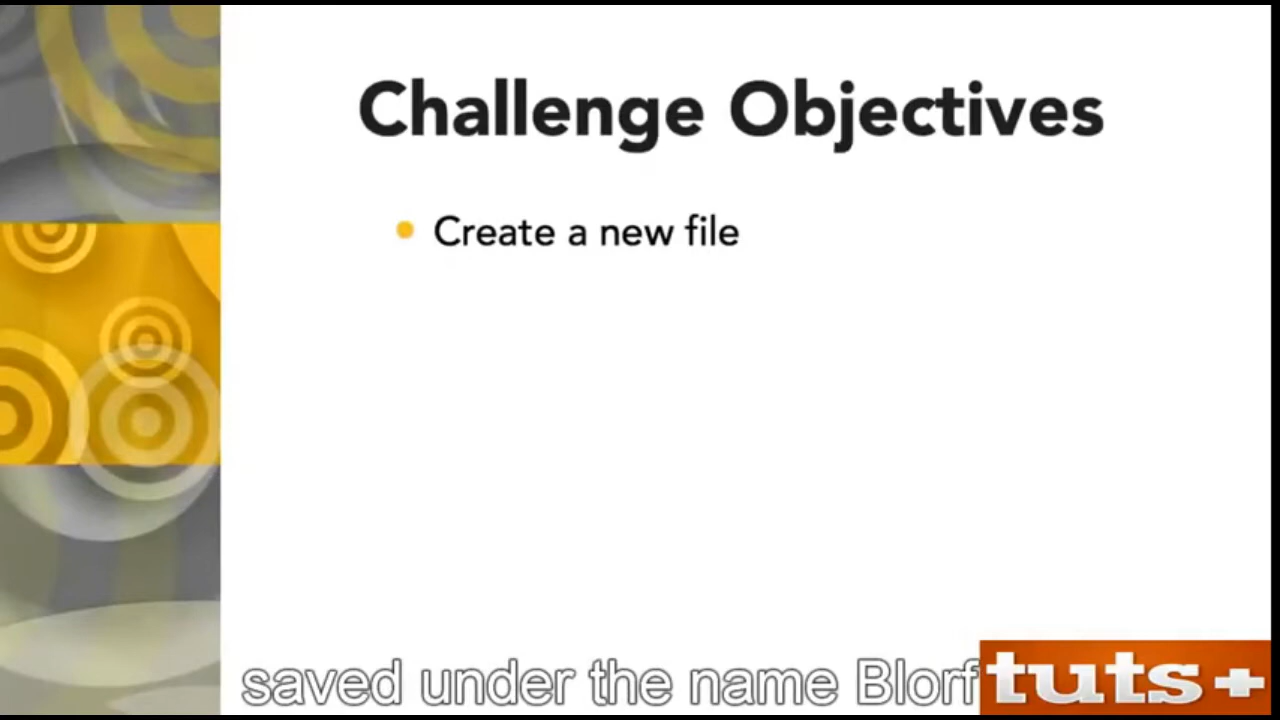 Challenge Objectives
Create a new file
saved under the name Blorf
tuts+